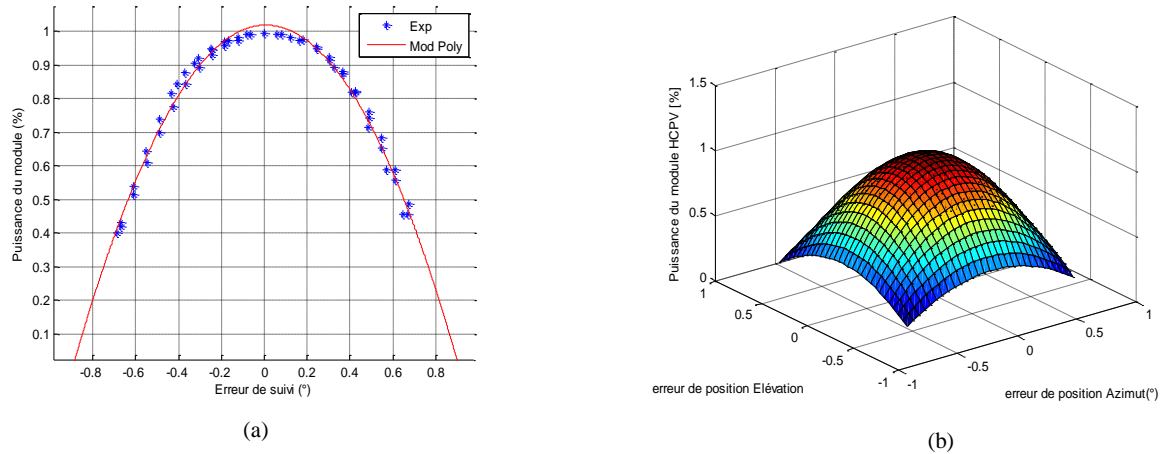 Exp
Mod Poly
1
0.9
0.8
0.7
0.6
0.5
0.4
0.3
0.2
0.1
Puissance du module (%)
-0.8 -0.6 -0.4 -0.2 0 0.2 0.4 0.6 0.8
Erreur de suivi (°)
(a)
1.5
1
0.5
0
Puissance du module HCPV [ %]
1
0.5
0
-0.5
-1
erreur de position Elévation
-1
-0.5
0
0.5
1
erreur de position Azimut(°)
(b)